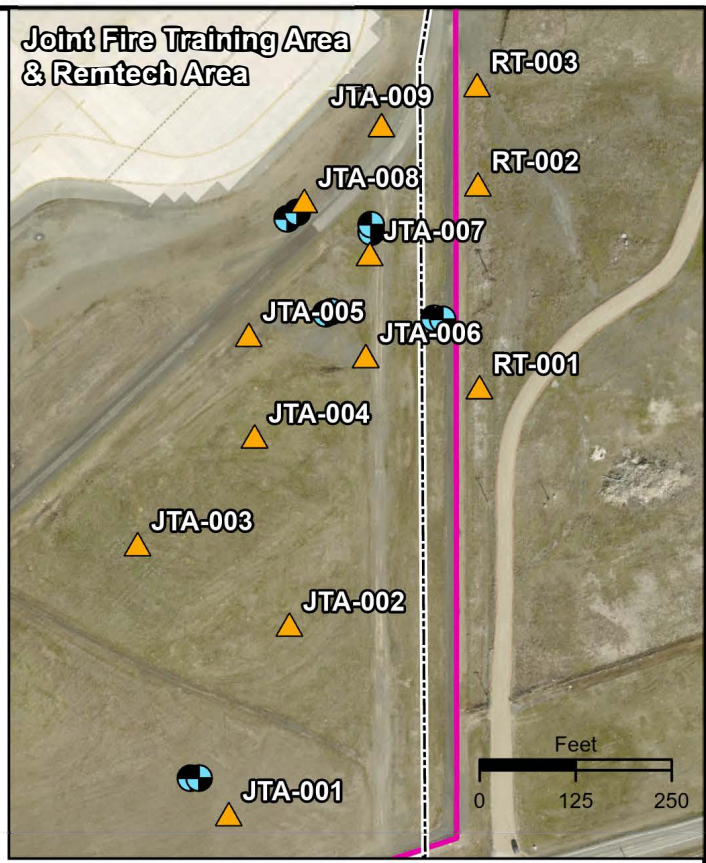 Joint Fire Training Area
& Remtech Area
RT-003
JTA-009
RT-002
JTA-008
JTA-007
JTA-005
JTA-006
RT-001
JTA-004
JTA-003
JTA-002
Feet
JTA-001
0 125 250